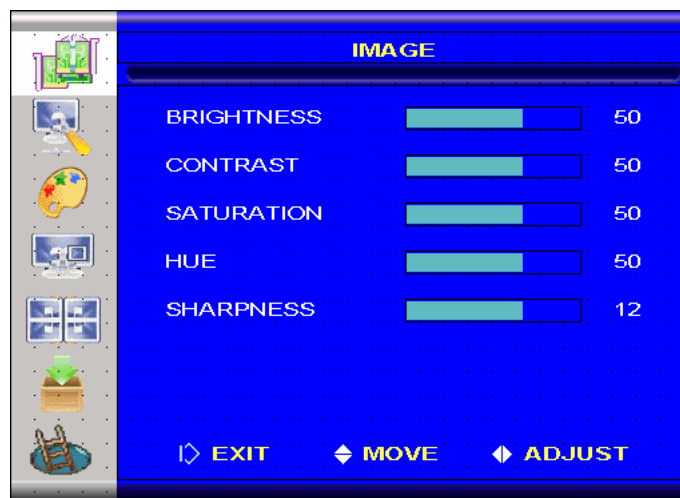 IMAGE
BRIGHTNESS 50
CONTRAST 50
SATURATION 50
HUE 50
SHARPNESS 12
EXIT MOVE ADJUST